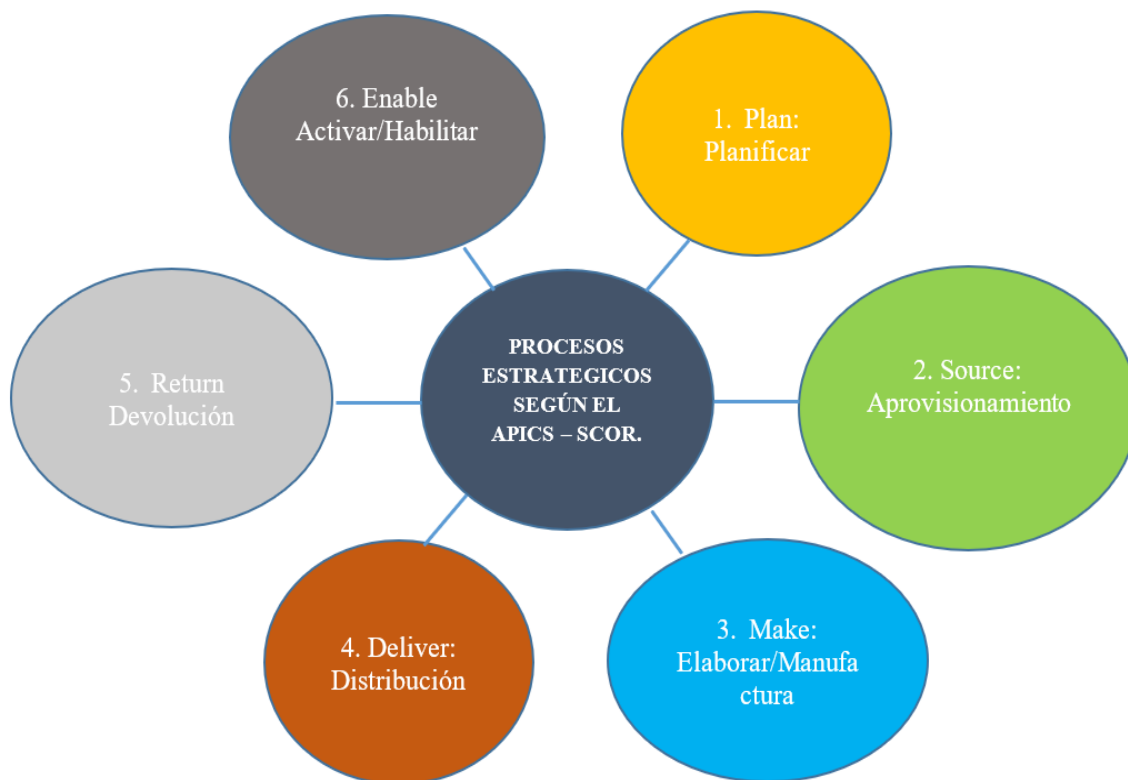 6. Enable
Activar/Habilitar
1. Plan:
Planificar
PROCESOS
ESTRATEGICOS
SEGÚN EL
APICS – SCOR.
2. Source:
Aprovisionamiento
3. Make:
Elaborar/Manufa
ctura
4. Deliver:
Distribución
5. Return
Devolución